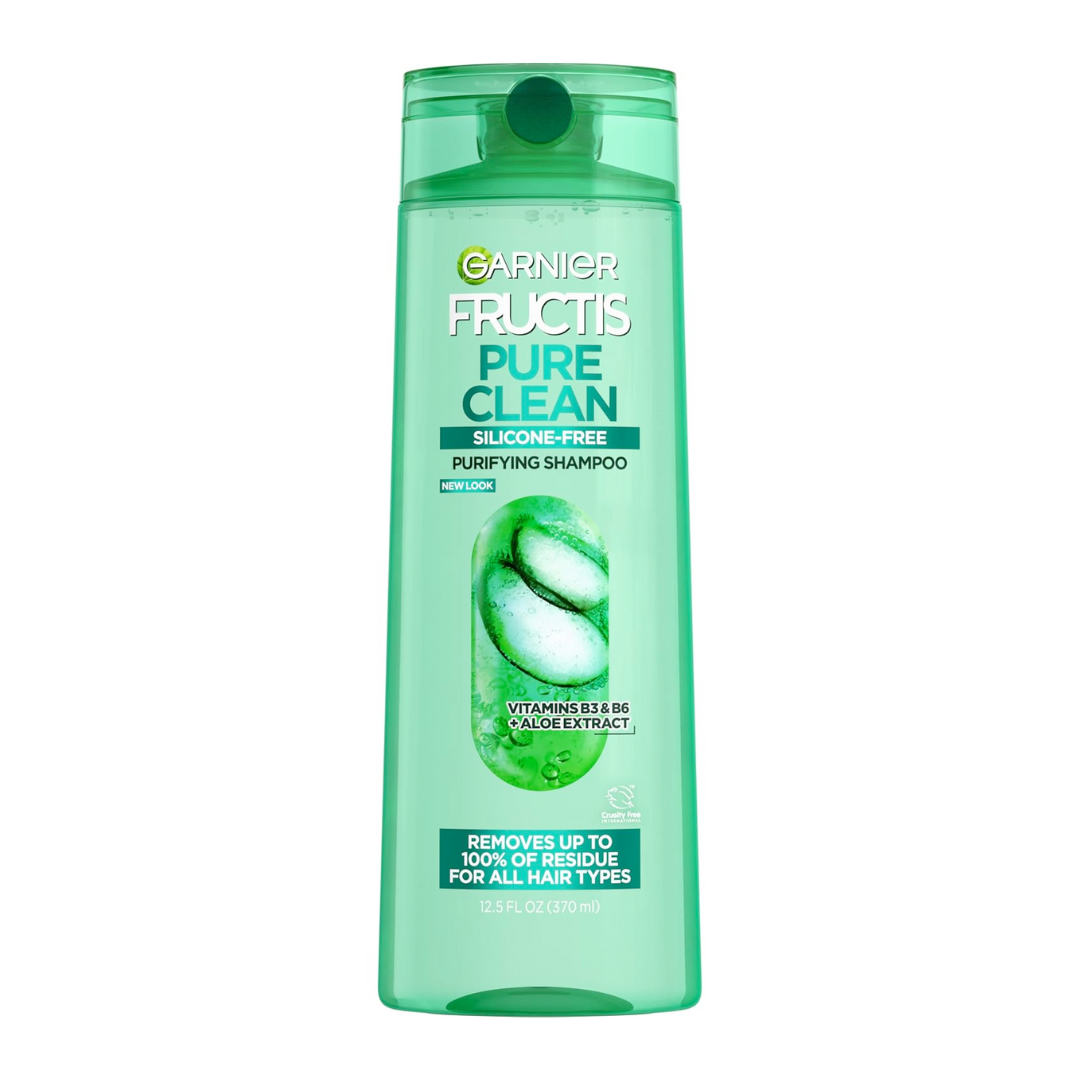 GARNIER
FRUCTIS
PURE
CLEAN
SILICONE-FREE
PURIFYING SHAMPOO
NEW LOOK
VITAMINS B3 & B6
+ ALOE EXTRACT
Cruelty Free
INTERNATIONAL
REMOVES UP TO
100% OF RESIDUE
FOR ALL HAIR TYPES
12.5 FL OZ (370 ml)